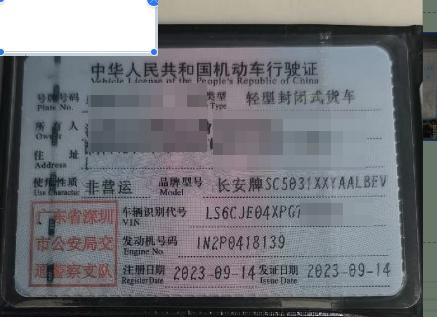 中华人民共和国机动车行驶证
Vehicle License of the People's Republic of China
号牌号码 类型 轻型封闭式货车
Plate No. Type
所有人
Owner
住址
Address
使用性质 非营运 品牌型号 长安牌SC5031XXYAALBEV
Use Character Model
广东省深圳 车辆识别代号 LS6CJE04XPG7
VIN
市公安局交 发动机号码 1N2P0418139
Engine No.
通警察支队 注册日期 2023-09-14 发证日期 2023-09-14
Register Date Issue Date